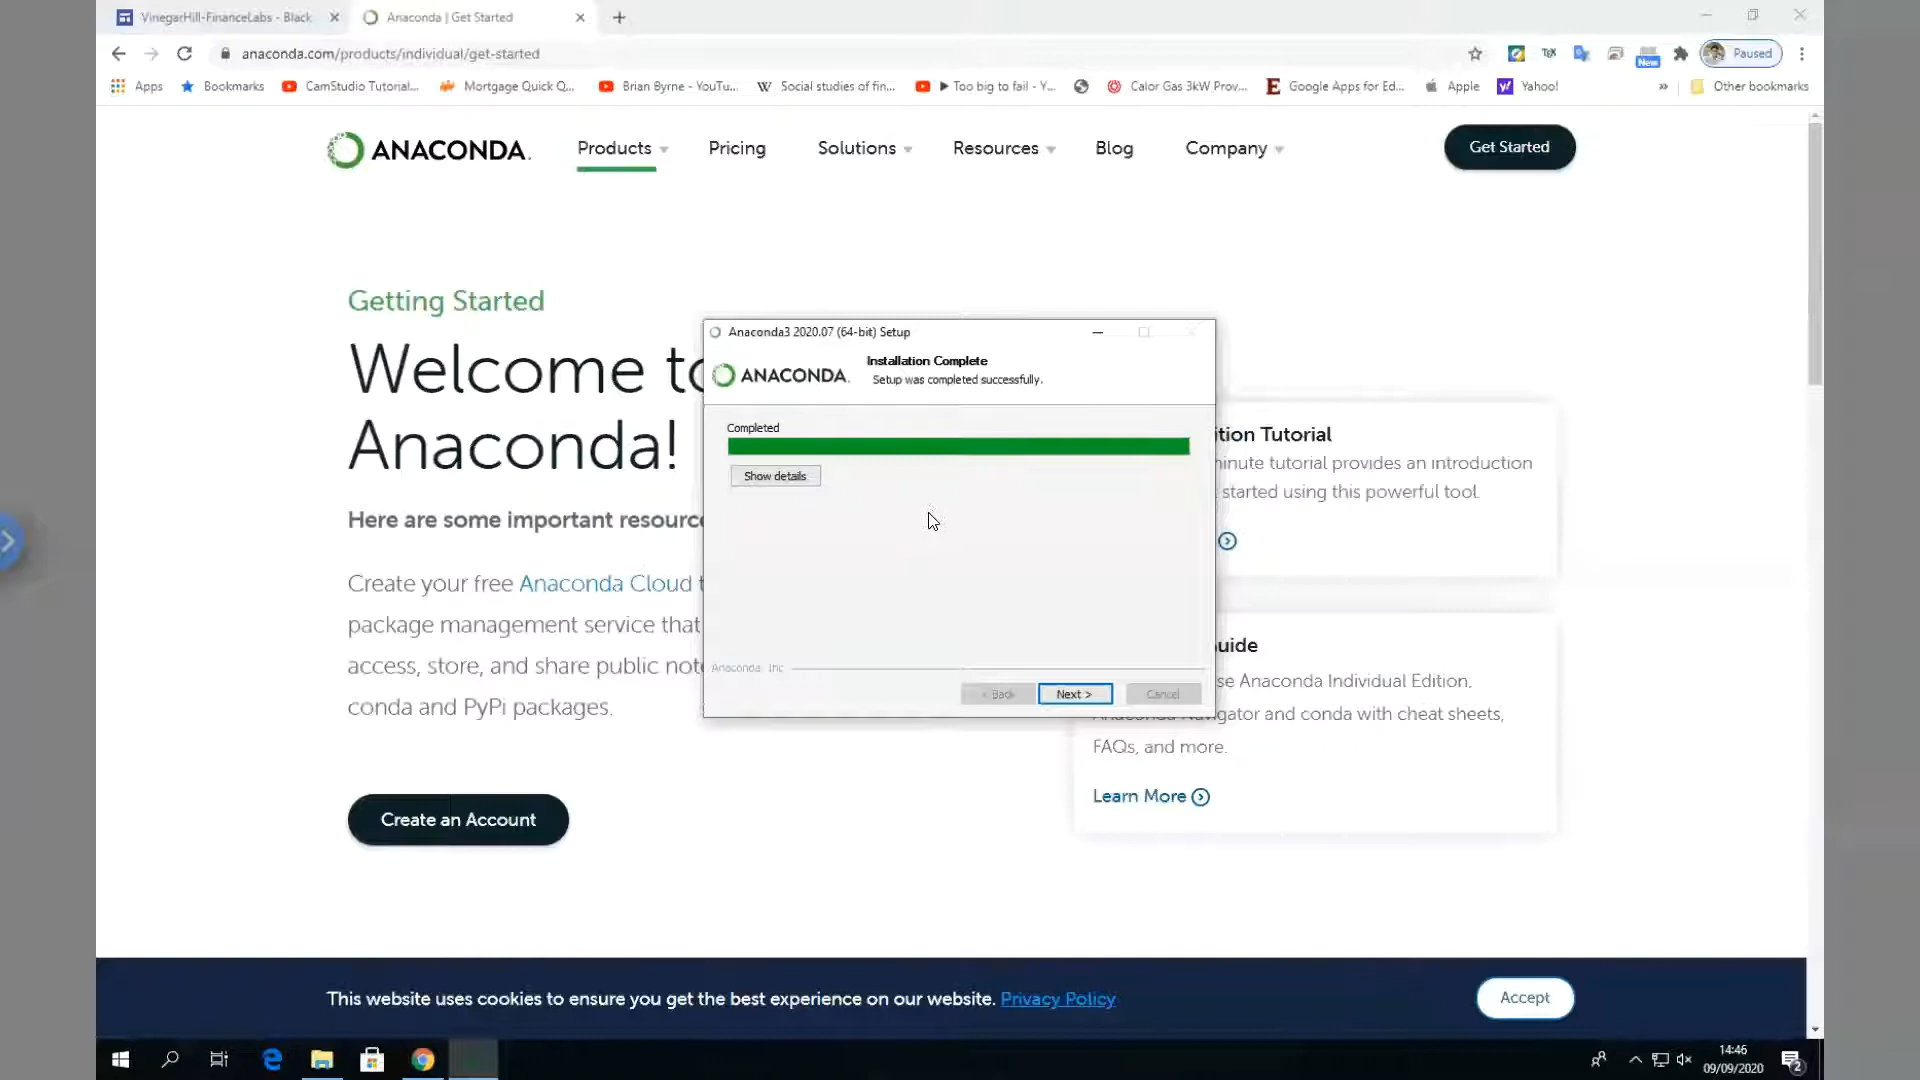 VinegarHill-FinanceLabs - Black
Anaconda | Get Started
anaconda.com/products/individual/get-started
TeX
New
Paused
Apps
Bookmarks
CamStudio Tutorial...
Mortgage Quick Q...
Brian Byrne - YouTu...
W Social studies of fin...
Too big to fail - Y...
Calor Gas 3kW Prov...
E Google Apps for Ed...
Apple
y! Yahoo!
»
Other bookmarks
ANACONDA.
Products
Pricing
Solutions
Resources
Blog
Company
Get Started
Getting Started
Welcome to
Anaconda!
Here are some important resourc
Create your free Anaconda Cloud t
package management service that
access, store, and share public not
conda and PyPi packages.
Create an Account
Anaconda3 2020.07 (64-bit) Setup
ANACONDA.
Installation Complete
Setup was completed successfully.
Completed
Show details
Anaconda, Inc.
< Back
Next >
Cancel
ition Tutorial
inute tutorial provides an introduction
started using this powerful tool.
uide
se Anaconda Individual Edition,
Anaconda Navigator and conda with cheat sheets,
FAQs, and more.
Learn More
This website uses cookies to ensure you get the best experience on our website. Privacy Policy
Accept
14:46
09/09/2020
2